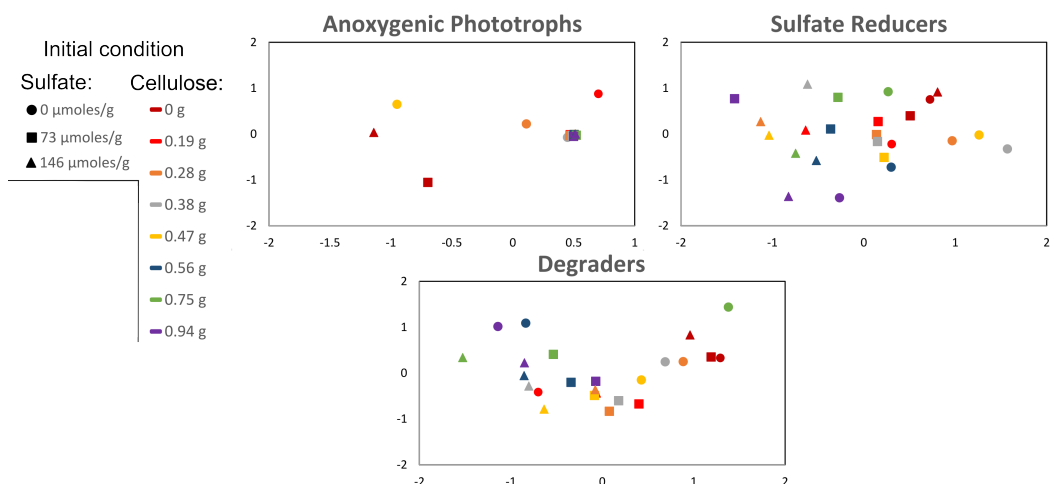 Initial condition
Sulfate: Cellulose:
0 μmoles/g
73 μmoles/g
146 μmoles/g
0 g
0.19 g
0.28 g
0.38 g
0.47 g
0.56 g
0.75 g
0.94 g
Anoxygenic Phototrophs
2
1
0
-1
-2
-2 -1.5 -1 -0.5 0 0.5 1
Sulfate Reducers
2
1
0
-1
-2
-2 -1 0 1 2
Degraders
2
1
0
-1
-2
-2 -1 0 1 2